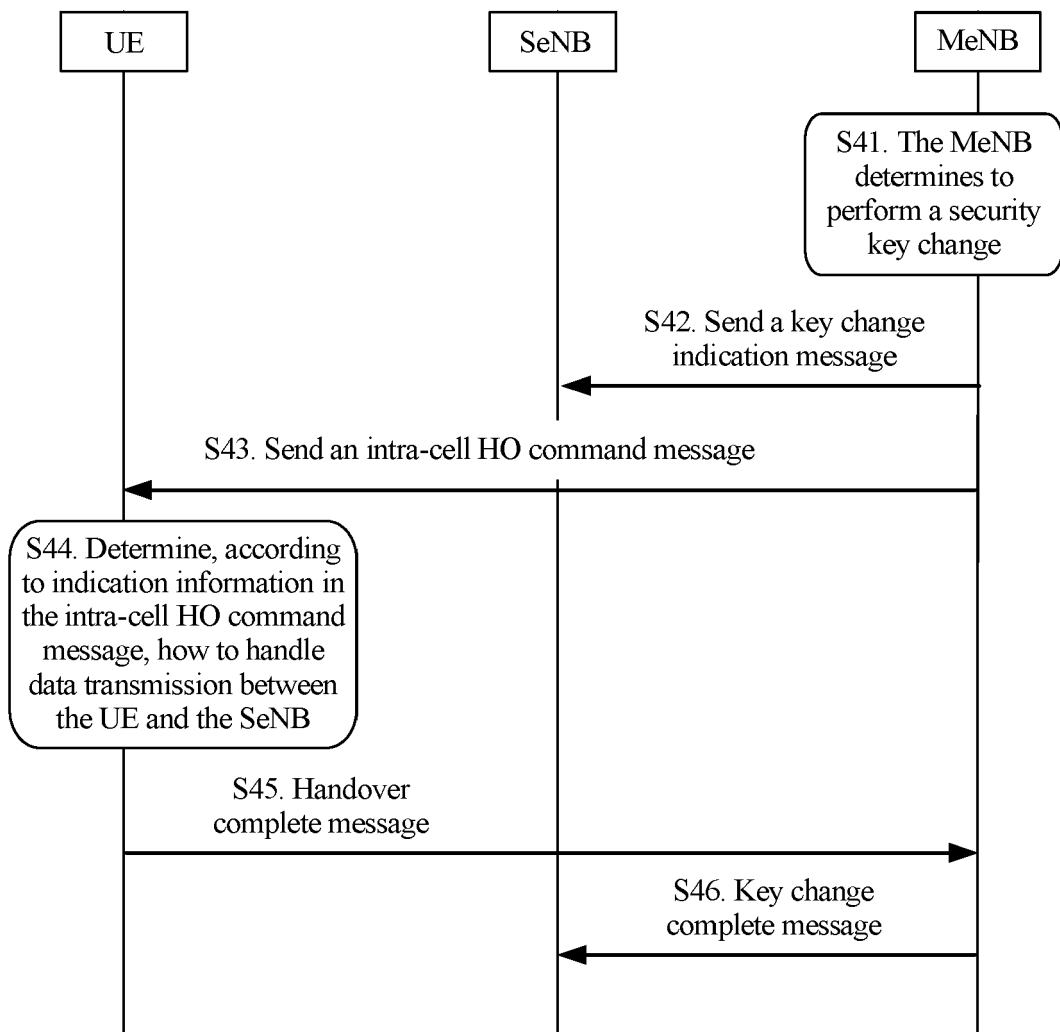 UE
SeNB
MeNB
S41. The MeNB
determines to
perform a security
key change
S42. Send a key change
indication message
S43. Send an intra-cell HO command message
S44. Determine, according
to indication information in
the intra-cell HO command
message, how to handle
data transmission between
the UE and the SeNB
S45. Handover
complete message
S46. Key change
complete message